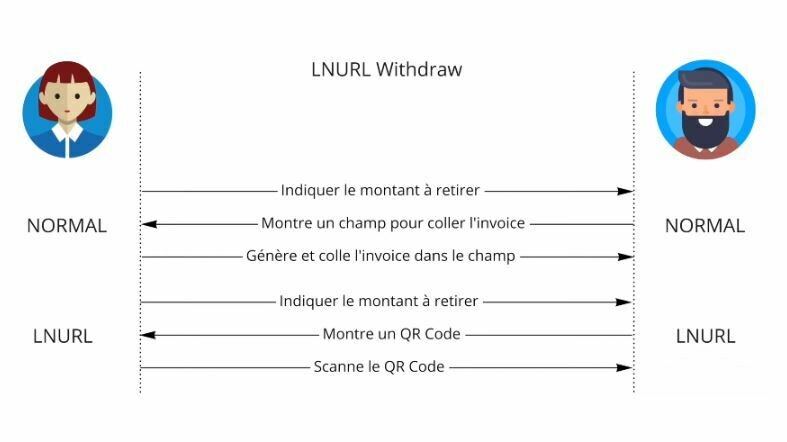 LNURL Withdraw
Indiquer le montant à retirer
NORMAL
Montre un champ pour coller l'invoice
NORMAL
Génère et colle l'invoice dans le champ
Indiquer le montant à retirer
LNURL
Montre un QR Code
LNURL
Scanne le QR Code